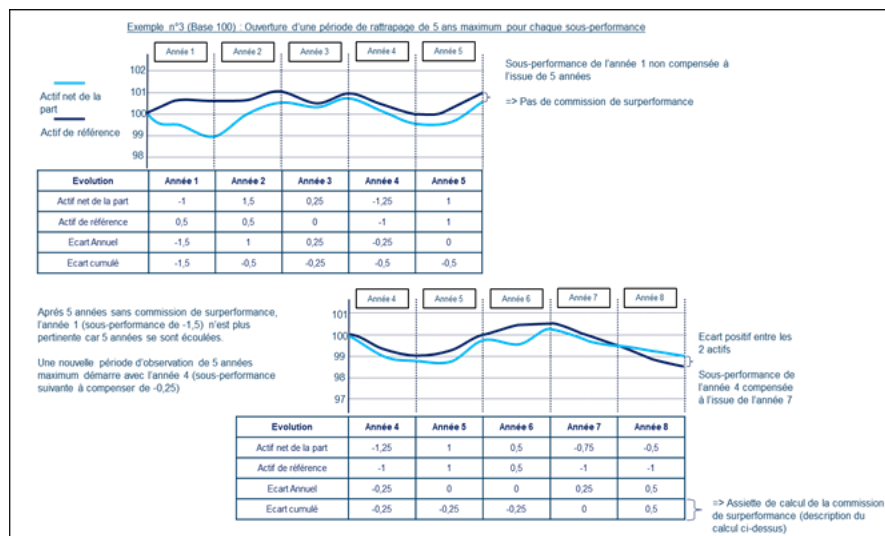 Exemple n°3 (Base 100) : Ouverture d'une période de rattrapage de 5 ans maximum pour chaque sous-performance
Année 1 Année 2 Année 3 Année 4 Année 5
102
101
100
99
98
Actif net de la
part
Actif de référence
Sous-performance de l'année 1 non compensée à
l'issue de 5 années
=> Pas de commission de surperformance
Evolution Année 1 Année 2 Année 3 Année 4 Année 5
Actif net de la part -1 1,5 0,25 -1,25 1
Actif de référence 0,5 0,5 0 -1 1
Ecart Annuel -1,5 1 0,25 -0,25 0
Ecart cumulé -1,5 -0,5 -0,25 -0,5 -0,5
Aprés 5 années sans commission de surperformance,
l'année 1 (sous-performance de -1,5) n'est plus
pertinente car 5 années se sont écoulées.
Une nouvelle période d'observation de 5 années
maximum démarre avec l'année 4 (sous-performance
suivante à compenser de -0,25)
Année 4 Année 5 Année 6 Année 7 Année 8
101
100
99
98
97
Ecart positif entre les
2 actifs
Sous-performance de
l'année 4 compensée
à l'issue de l'année 7
Evolution Année 4 Année 5 Année 6 Année 7 Année 8
Actif net de la part -1,25 1 0,5 -0,75 -0,5
Actif de référence -1 1 0,5 -1 -1
Ecart Annuel -0,25 0 0 0,25 0,5
Ecart cumulé -0,25 -0,25 -0,25 0 0,5
=> Assiette de calcul de la commission
de surperformance (description du
calcul ci-dessus)